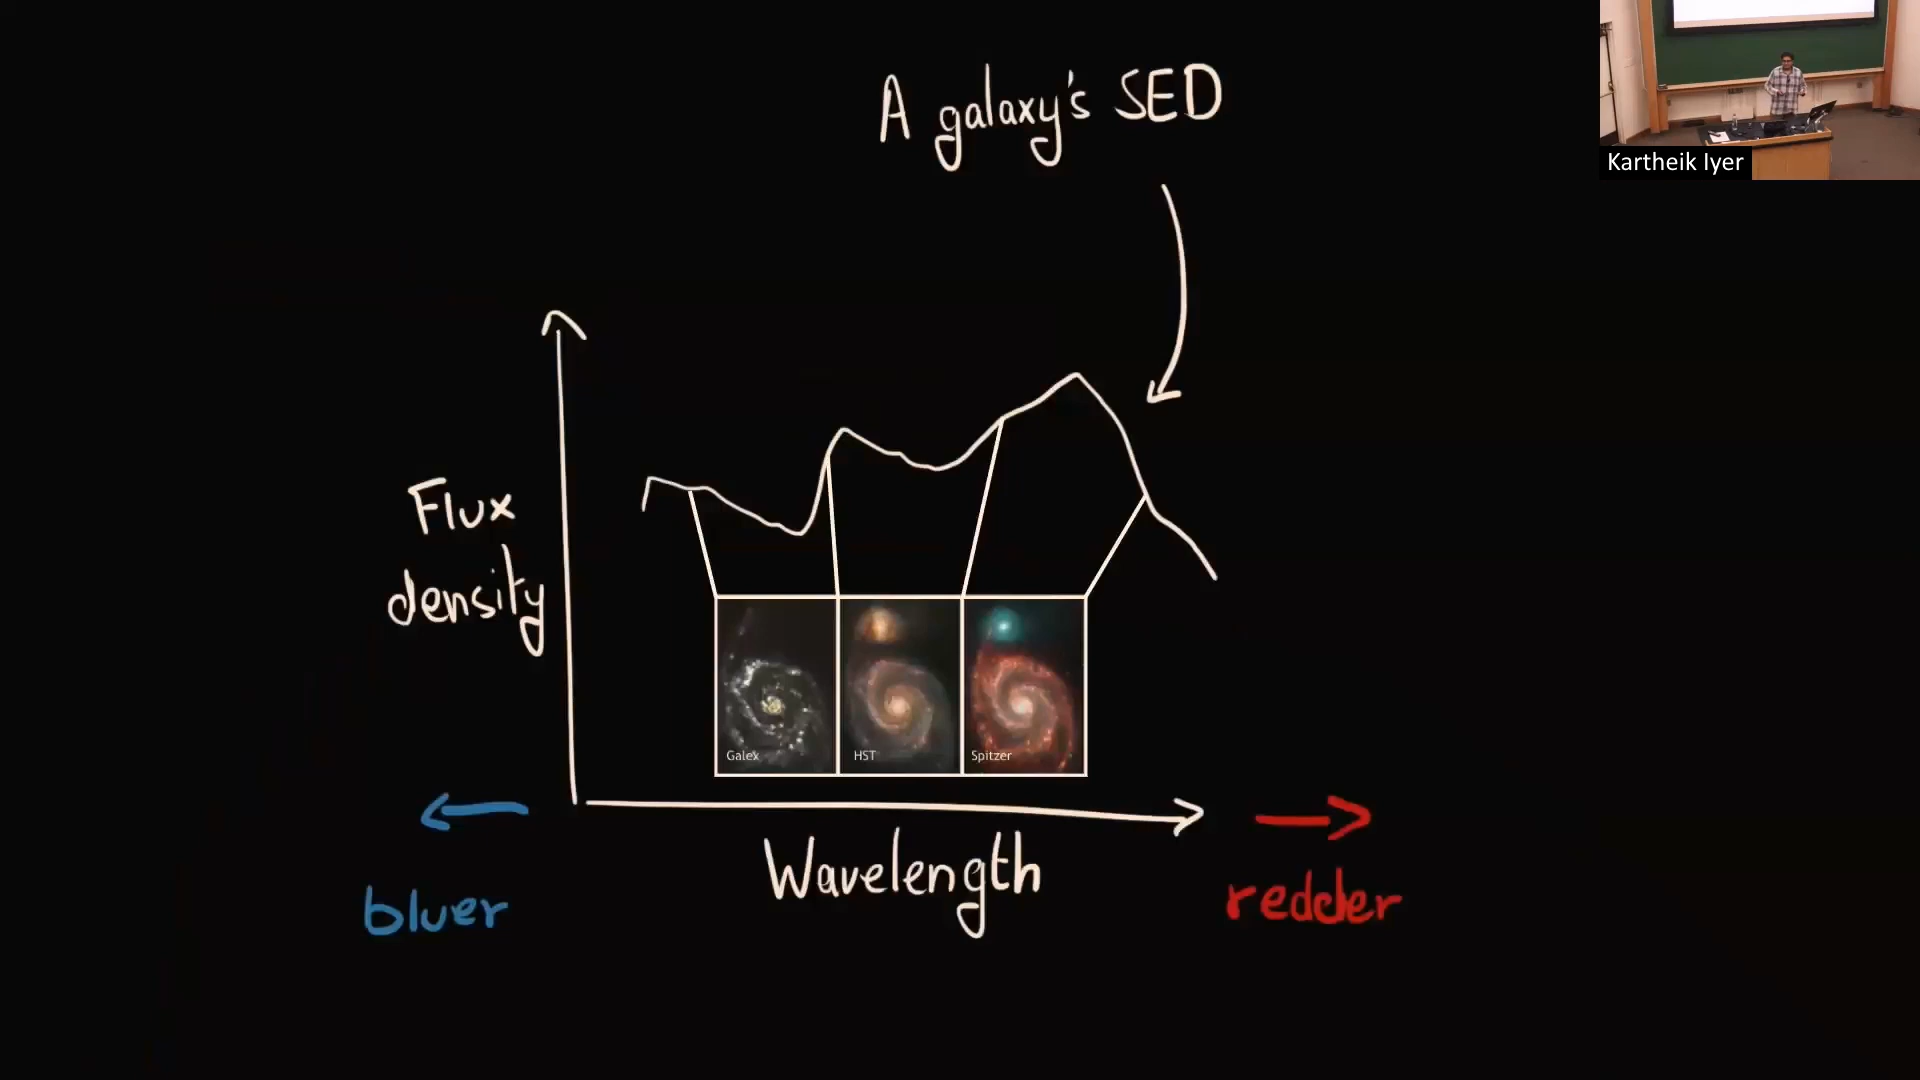 A galaxy's SED
Kartheik Iyer
Flux
density
Galex
HST
Spitzer
Wavelength
bluer
redder